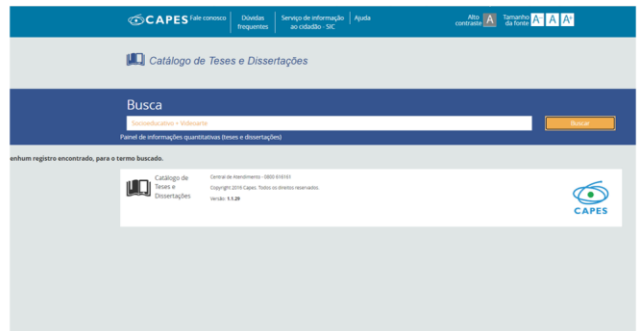 CAPES
Fale conosco
Dúvidas
frequentes
Serviço de informação
ao cidadão - SIC
Ajuda
Alto
contraste
A
Tamanho
da fonte
A- A A+
Catálogo de Teses e Dissertações
Busca
Socioeducativo + Videoarte
Buscar
Painel de informações quantitativas (teses e dissertações)
enhum registro encontrado, para o termo buscado.
Catálogo de
Teses e
Dissertações
Central de Atendimento - 0800 616161
Copyright 2016 Capes. Todos os direitos reservados.
Versão: 1.1.29
CAPES